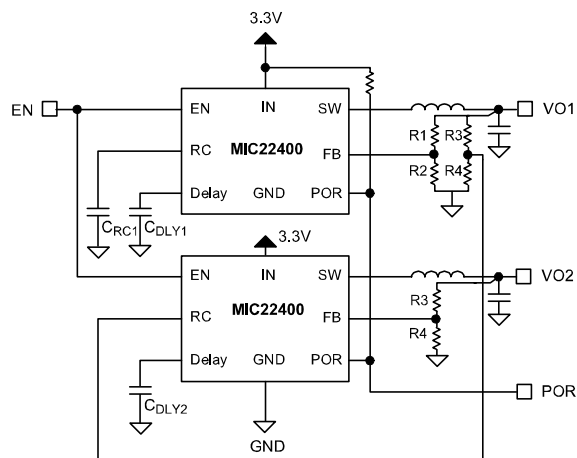 3.3V
EN
EN
IN
SW
VO1
R1
R3
RC
MIC22400
FB
R2
R4
Delay
GND
POR
CRC1
CDLY1
3.3V
EN
IN
SW
VO2
R3
RC
MIC22400
FB
R4
Delay
GND
POR
CDLY2
POR
GND